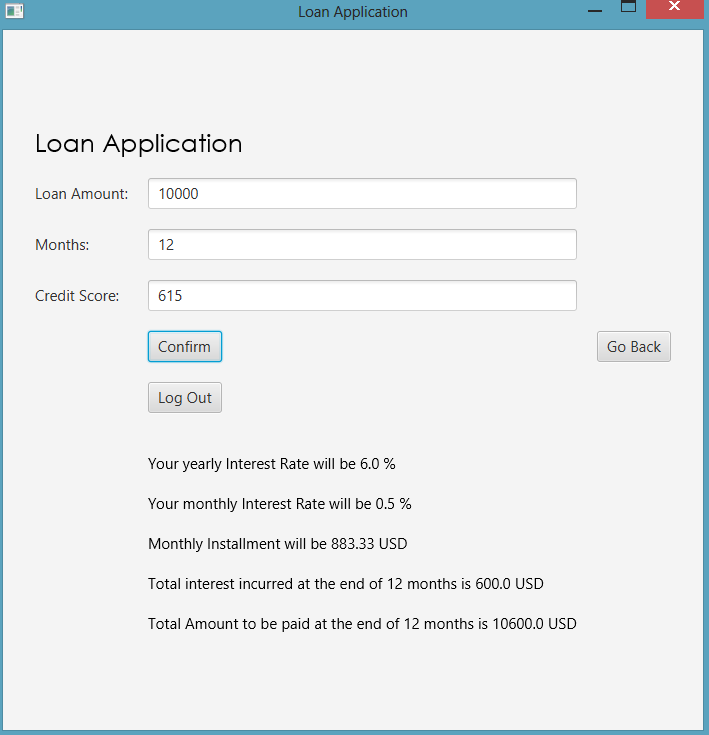 Loan Application
Loan Application
Loan Amount: 10000
Months: 12
Credit Score: 615
Confirm Go Back
Log Out
Your yearly Interest Rate will be 6.0 %
Your monthly Interest Rate will be 0.5 %
Monthly Installment will be 883.33 USD
Total interest incurred at the end of 12 months is 600.0 USD
Total Amount to be paid at the end of 12 months is 10600.0 USD